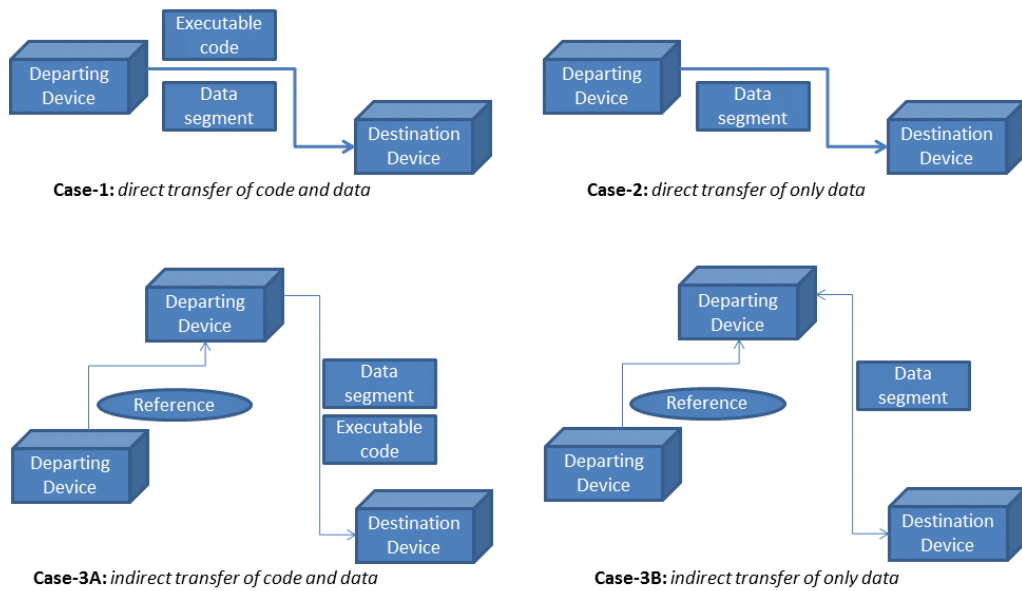 Executable
code
Departing
Device
Data
segment
Destination
Device
Case-1: direct transfer of code and data
Departing
Device
Data
segment
Destination
Device
Case-2: direct transfer of only data
Departing
Device
Data
segment
Reference
Executable
code
Departing
Device
Destination
Device
Case-3A: indirect transfer of code and data
Departing
Device
Data
segment
Reference
Departing
Device
Destination
Device
Case-3B: indirect transfer of only data